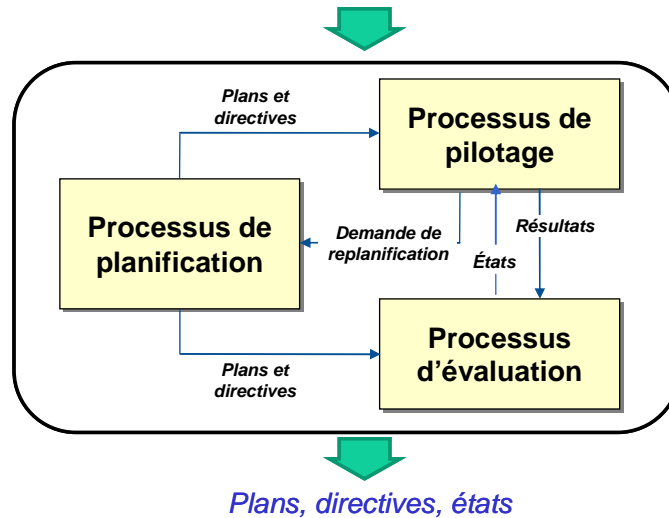 Plans et
directives
Processus de
pilotage
Processus de
planification
Demande de
replanification
Résultats
États
Processus
d’évaluation
Plans et
directives
Plans, directives, états